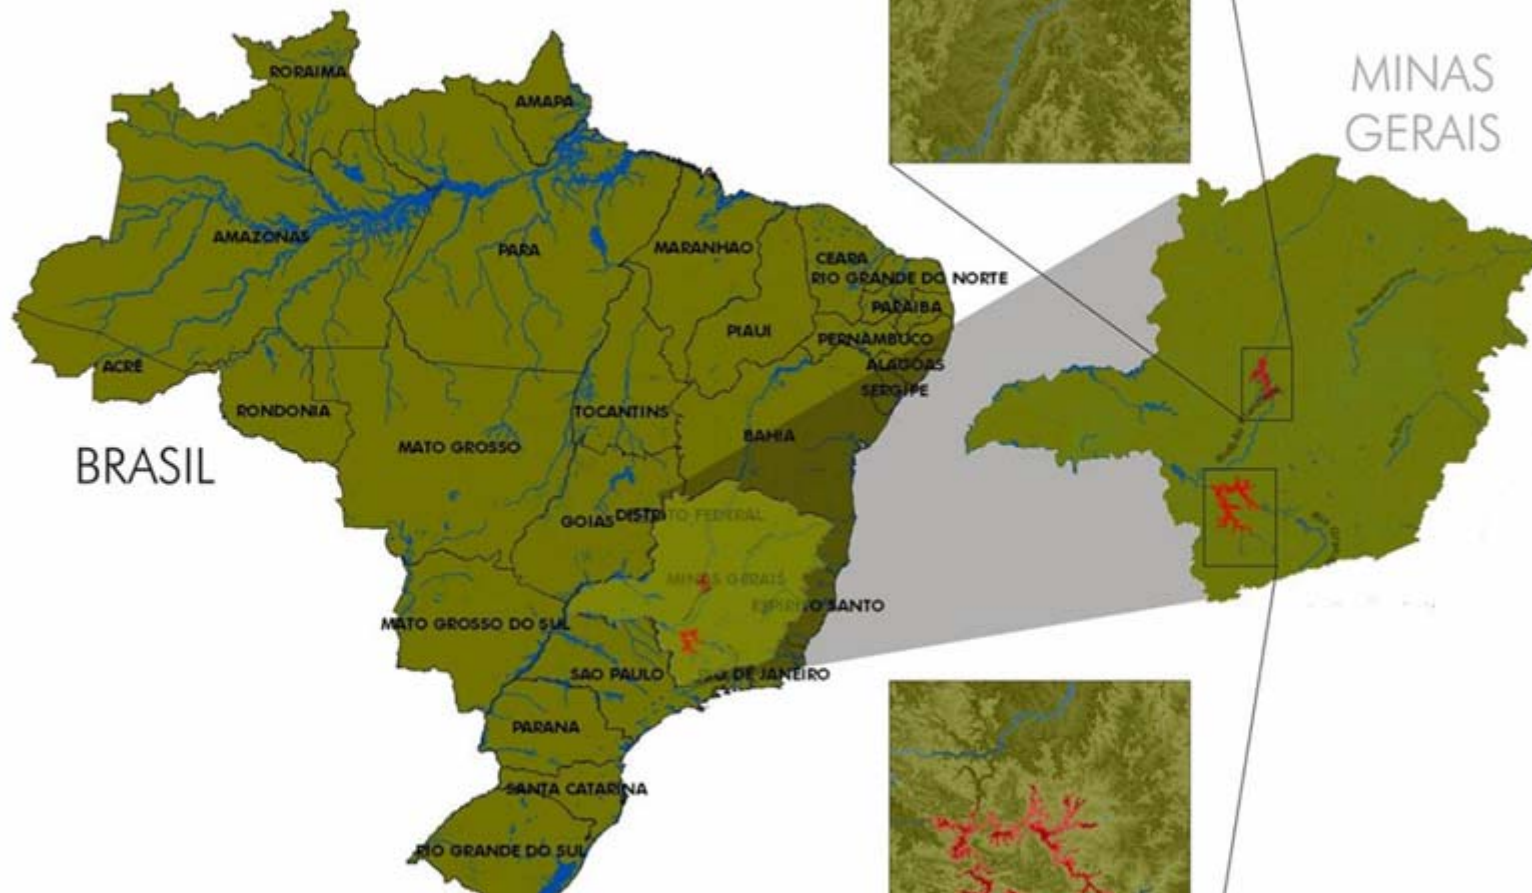 MINAS
GERAIS
RORAIMA
AMAPA
AMAZONAS
PARA
MARANHAO
CEARA
RIO GRANDE DO NORTE
PARAIBA
PIAUI
PERNAMBUCO
ALAGOAS
SERGIPE
ACRE
RONDONIA
TOCANTINS
MATO GROSSO
BAHIA
BRASIL
GOIAS
DISTRITO FEDERAL
MINAS GERAIS
ESPIRITO SANTO
MATO GROSSO DO SUL
SAO PAULO
RIO DE JANEIRO
PARANA
SANTA CATARINA
RIO GRANDE DO SUL